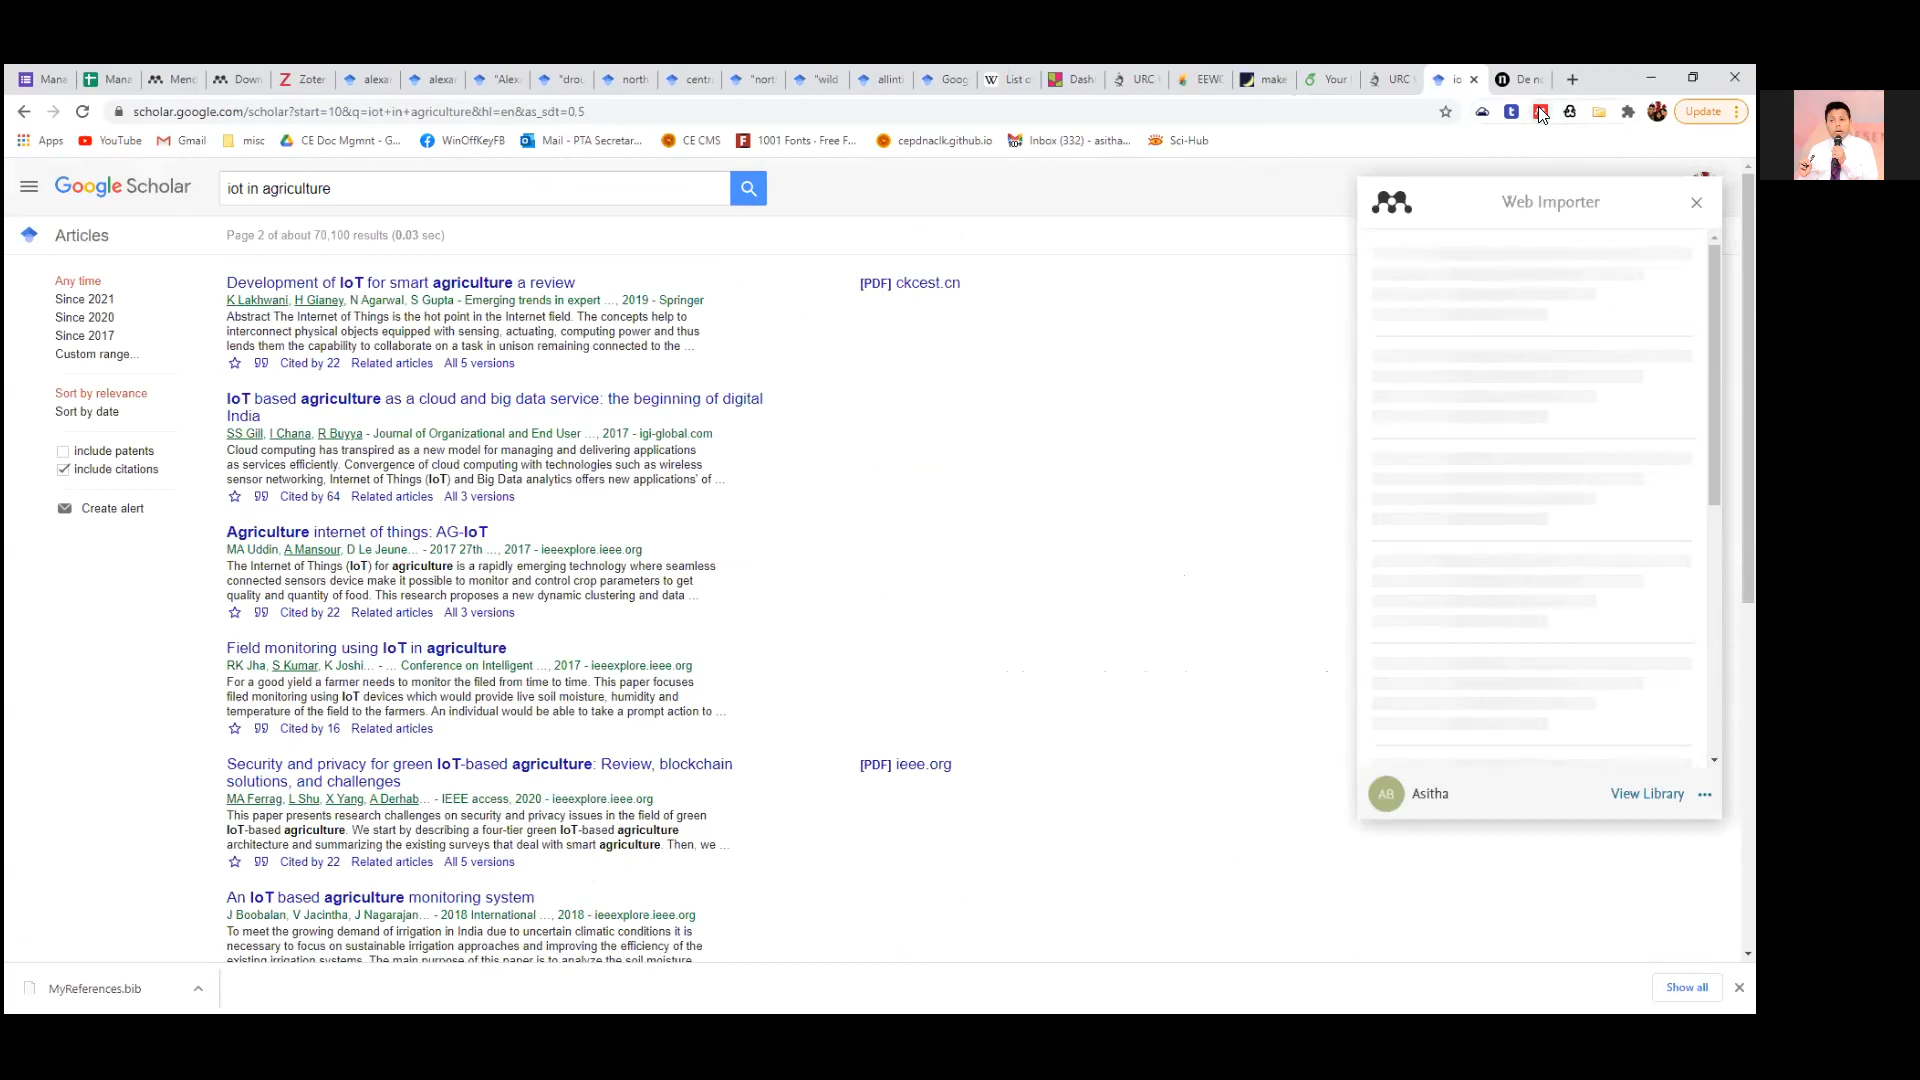 Mana
Mana
Mend
Down
Zoter
alexa
alexar
"Alex
"drou
north
centr
"nort
"wild
allinti
Goog
List o
Dash
URC
EEWC
make
Your
URC
io
De n
scholar.google.com/scholar?start=10&q=iot+in+agriculture&hl=en&as_sdt=0,5
Update
Apps
YouTube
Gmail
misc
CE Doc Mgmnt - G...
WinOffKeyFB
Mail - PTA Secretar...
CE CMS
1001 Fonts - Free F...
cepdnaclk.github.io
Inbox (332) - asitha...
Sci-Hub
Google Scholar
iot in agriculture
Articles
Page 2 of about 70,100 results (0.03 sec)
Any time
Since 2021
Since 2020
Since 2017
Custom range...
Sort by relevance
Sort by date
include patents
include citations
Create alert
Development of IoT for smart agriculture a review
K Lakhwani, H Gianey, N Agarwal, S Gupta - Emerging trends in expert ..., 2019 - Springer
Abstract The Internet of Things is the hot point in the Internet field. The concepts help to
interconnect physical objects equipped with sensing, actuating, computing power and thus
lends them the capability to collaborate on a task in unison remaining connected to the ...
Cited by 22 Related articles All 5 versions
[PDF] ckcest.cn
IoT based agriculture as a cloud and big data service: the beginning of digital
India
SS Gill, I Chana, R Buyya - Journal of Organizational and End User ..., 2017 - igi-global.com
Cloud computing has transpired as a new model for managing and delivering applications
as services efficiently. Convergence of cloud computing with technologies such as wireless
sensor networking, Internet of Things (IoT) and Big Data analytics offers new applications' of ...
Cited by 64 Related articles All 3 versions
Agriculture internet of things: AG-IoT
MA Uddin, A Mansour, D Le Jeune... - 2017 27th ..., 2017 - ieeexplore.ieee.org
The Internet of Things (IoT) for agriculture is a rapidly emerging technology where seamless
connected sensors device make it possible to monitor and control crop parameters to get
quality and quantity of food. This research proposes a new dynamic clustering and data ...
Cited by 22 Related articles All 3 versions
Field monitoring using IoT in agriculture
RK Jha, S Kumar, K Joshi... - ... Conference on Intelligent ..., 2017 - ieeexplore.ieee.org
For a good yield a farmer needs to monitor the filed from time to time. This paper focuses
filed monitoring using IoT devices which would provide live soil moisture, humidity and
temperature of the field to the farmers. An individual would be able to take a prompt action to ...
Cited by 16 Related articles
Security and privacy for green IoT-based agriculture: Review, blockchain
solutions, and challenges
MA Ferrag, L Shu, X Yang, A Derhab... - IEEE access, 2020 - ieeexplore.ieee.org
This paper presents research challenges on security and privacy issues in the field of green
IoT-based agriculture. We start by describing a four-tier green IoT-based agriculture
architecture and summarizing the existing surveys that deal with smart agriculture. Then, we ...
Cited by 22 Related articles All 5 versions
[PDF] ieee.org
An IoT based agriculture monitoring system
J Boobalan, V Jacintha, J Nagarajan... - 2018 International ..., 2018 - ieeexplore.ieee.org
To meet the growing demand of irrigation in India due to uncertain climatic conditions it is
necessary to focus on sustainable irrigation approaches and improving the efficiency of the
existing irrigation systems. The main purpose of this paper is to analyze the soil moisture
Web Importer
AB
Asitha
View Library
MyReferences.bib
Show all